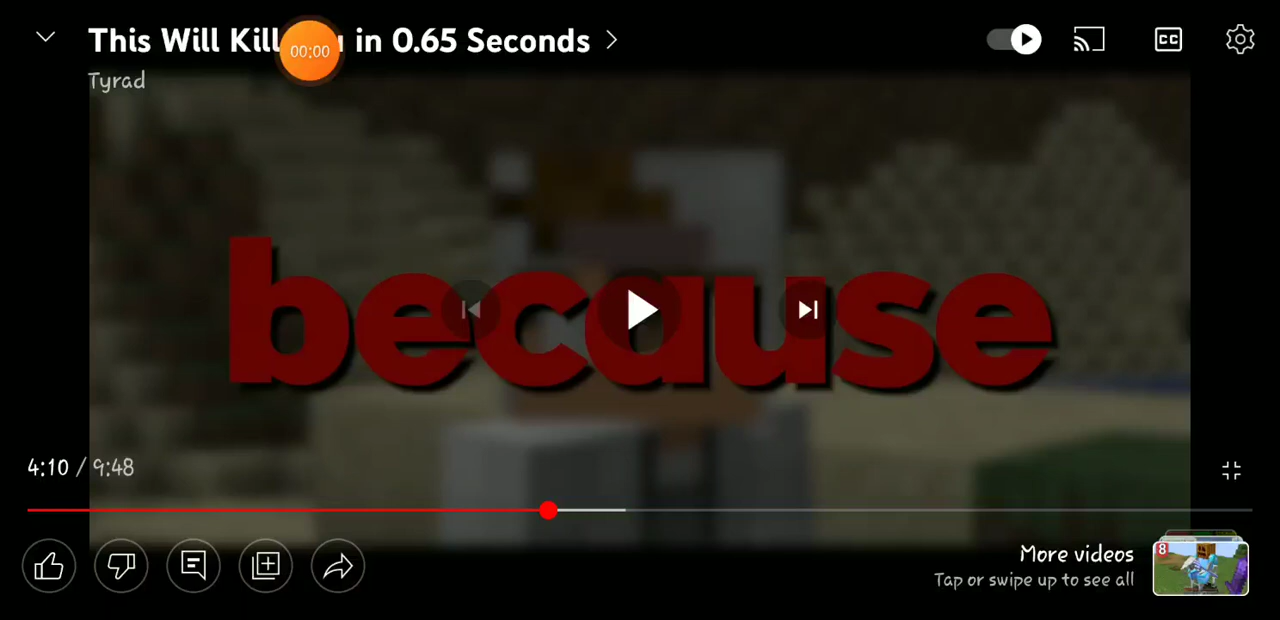 This Will Kill u in 0.65 Seconds
00:00
Tyrad
CC
because
4:10 / 9:48
More videos
Tap or swipe up to see all
8